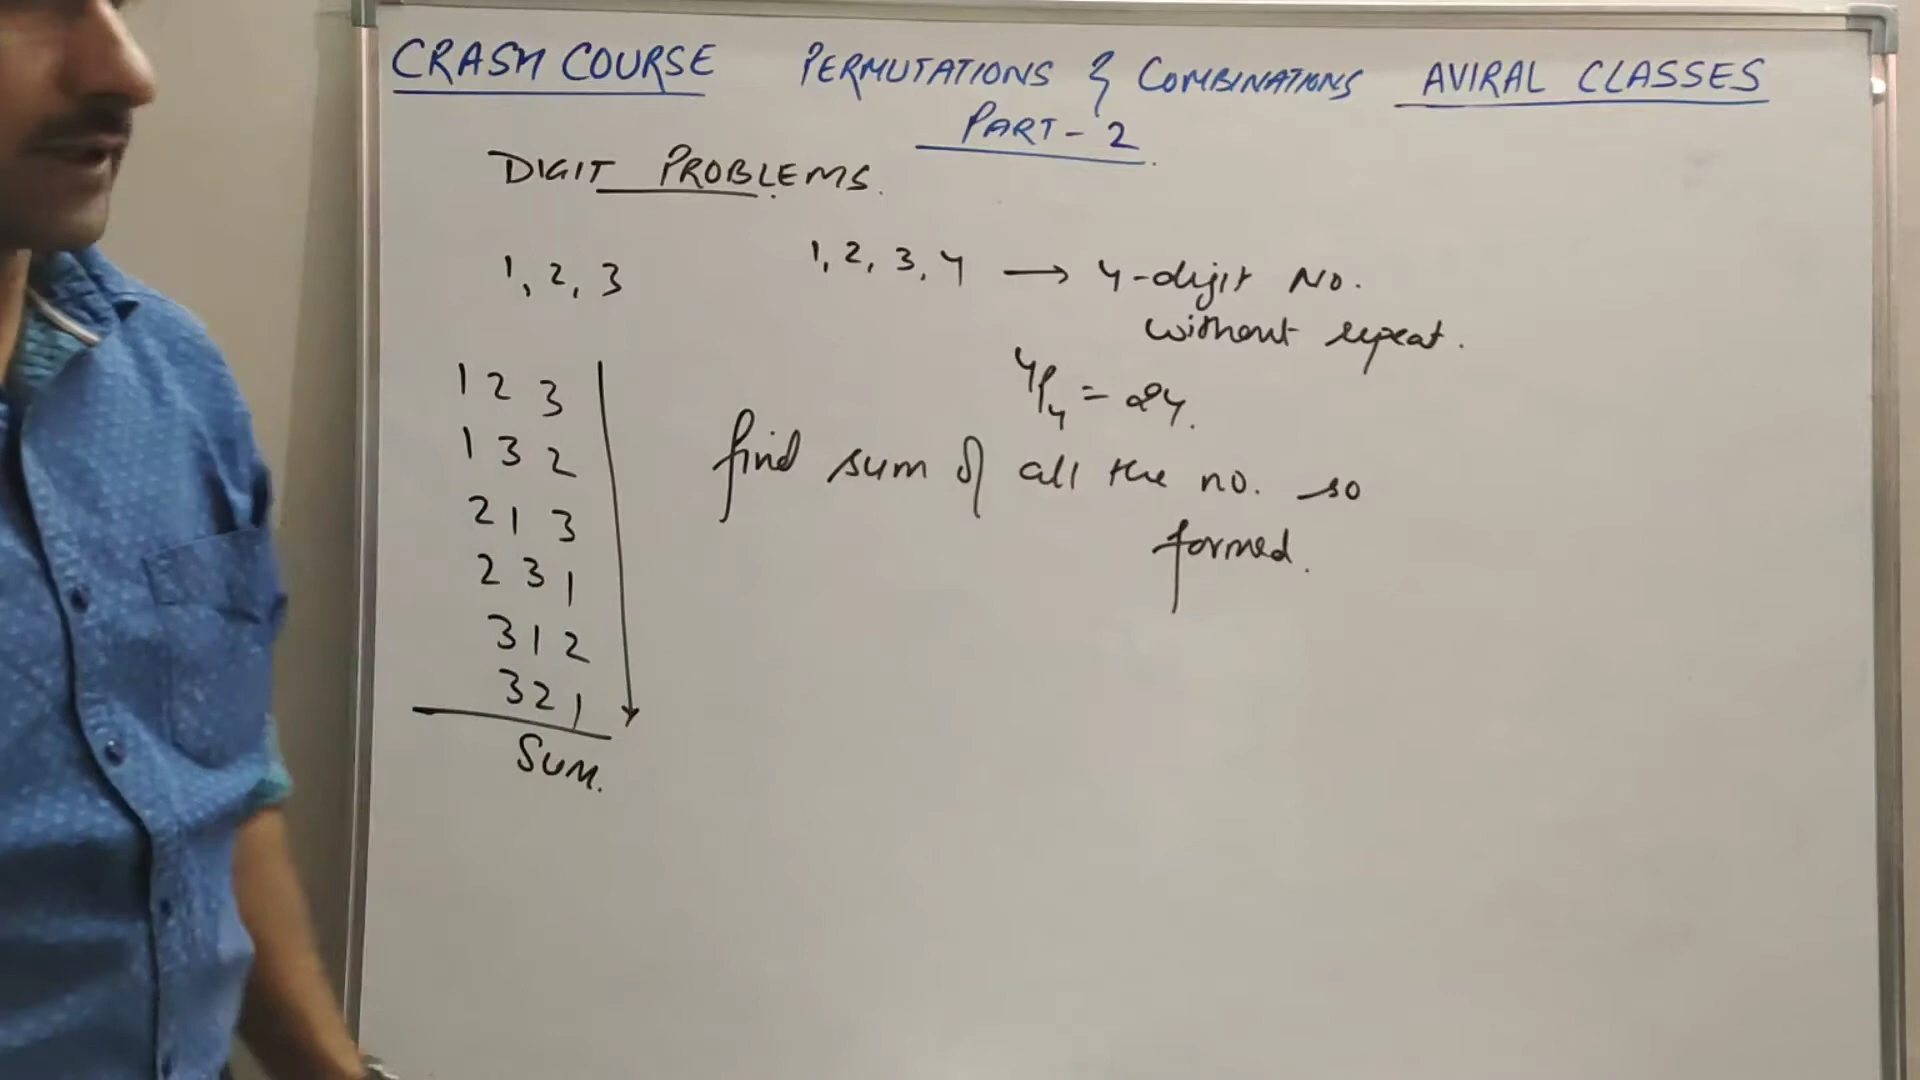 CRASH COURSE PERMUTATIONS & COMBINATIONS AVIRAL CLASSES
PART-2
DIGIT PROBLEMS.
1, 2, 3
1, 2, 3, 4 → 4-digit No.
without repeat.
⁴P₄ = 24.
find sum of all the no. so
formed.
1 2 3
1 3 2
2 1 3
2 3 1
3 1 2
3 2 1
SUM.